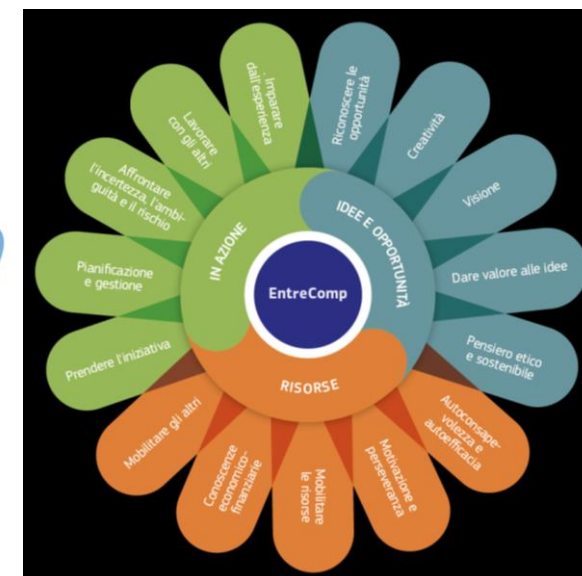 EntreComp
IDEE E OPPORTUNITÀ
Riconoscere le
opportunità
Creatività
Visione
Dare valore alle idee
Pensiero etico
e sostenibile
RISORSE
Autoconsape-
volezza e
autoefficacia
Motivazione e
perseveranza
Mobilitare
le risorse
Conoscenze
economico-
finanziarie
Mobilitare gli altri
IN AZIONE
Prendere l'iniziativa
Pianificazione
e gestione
Affrontare
l'incertezza, l'ambi-
guità e il rischio
Lavorare
con gli altri
Imparare
dall'esperienza